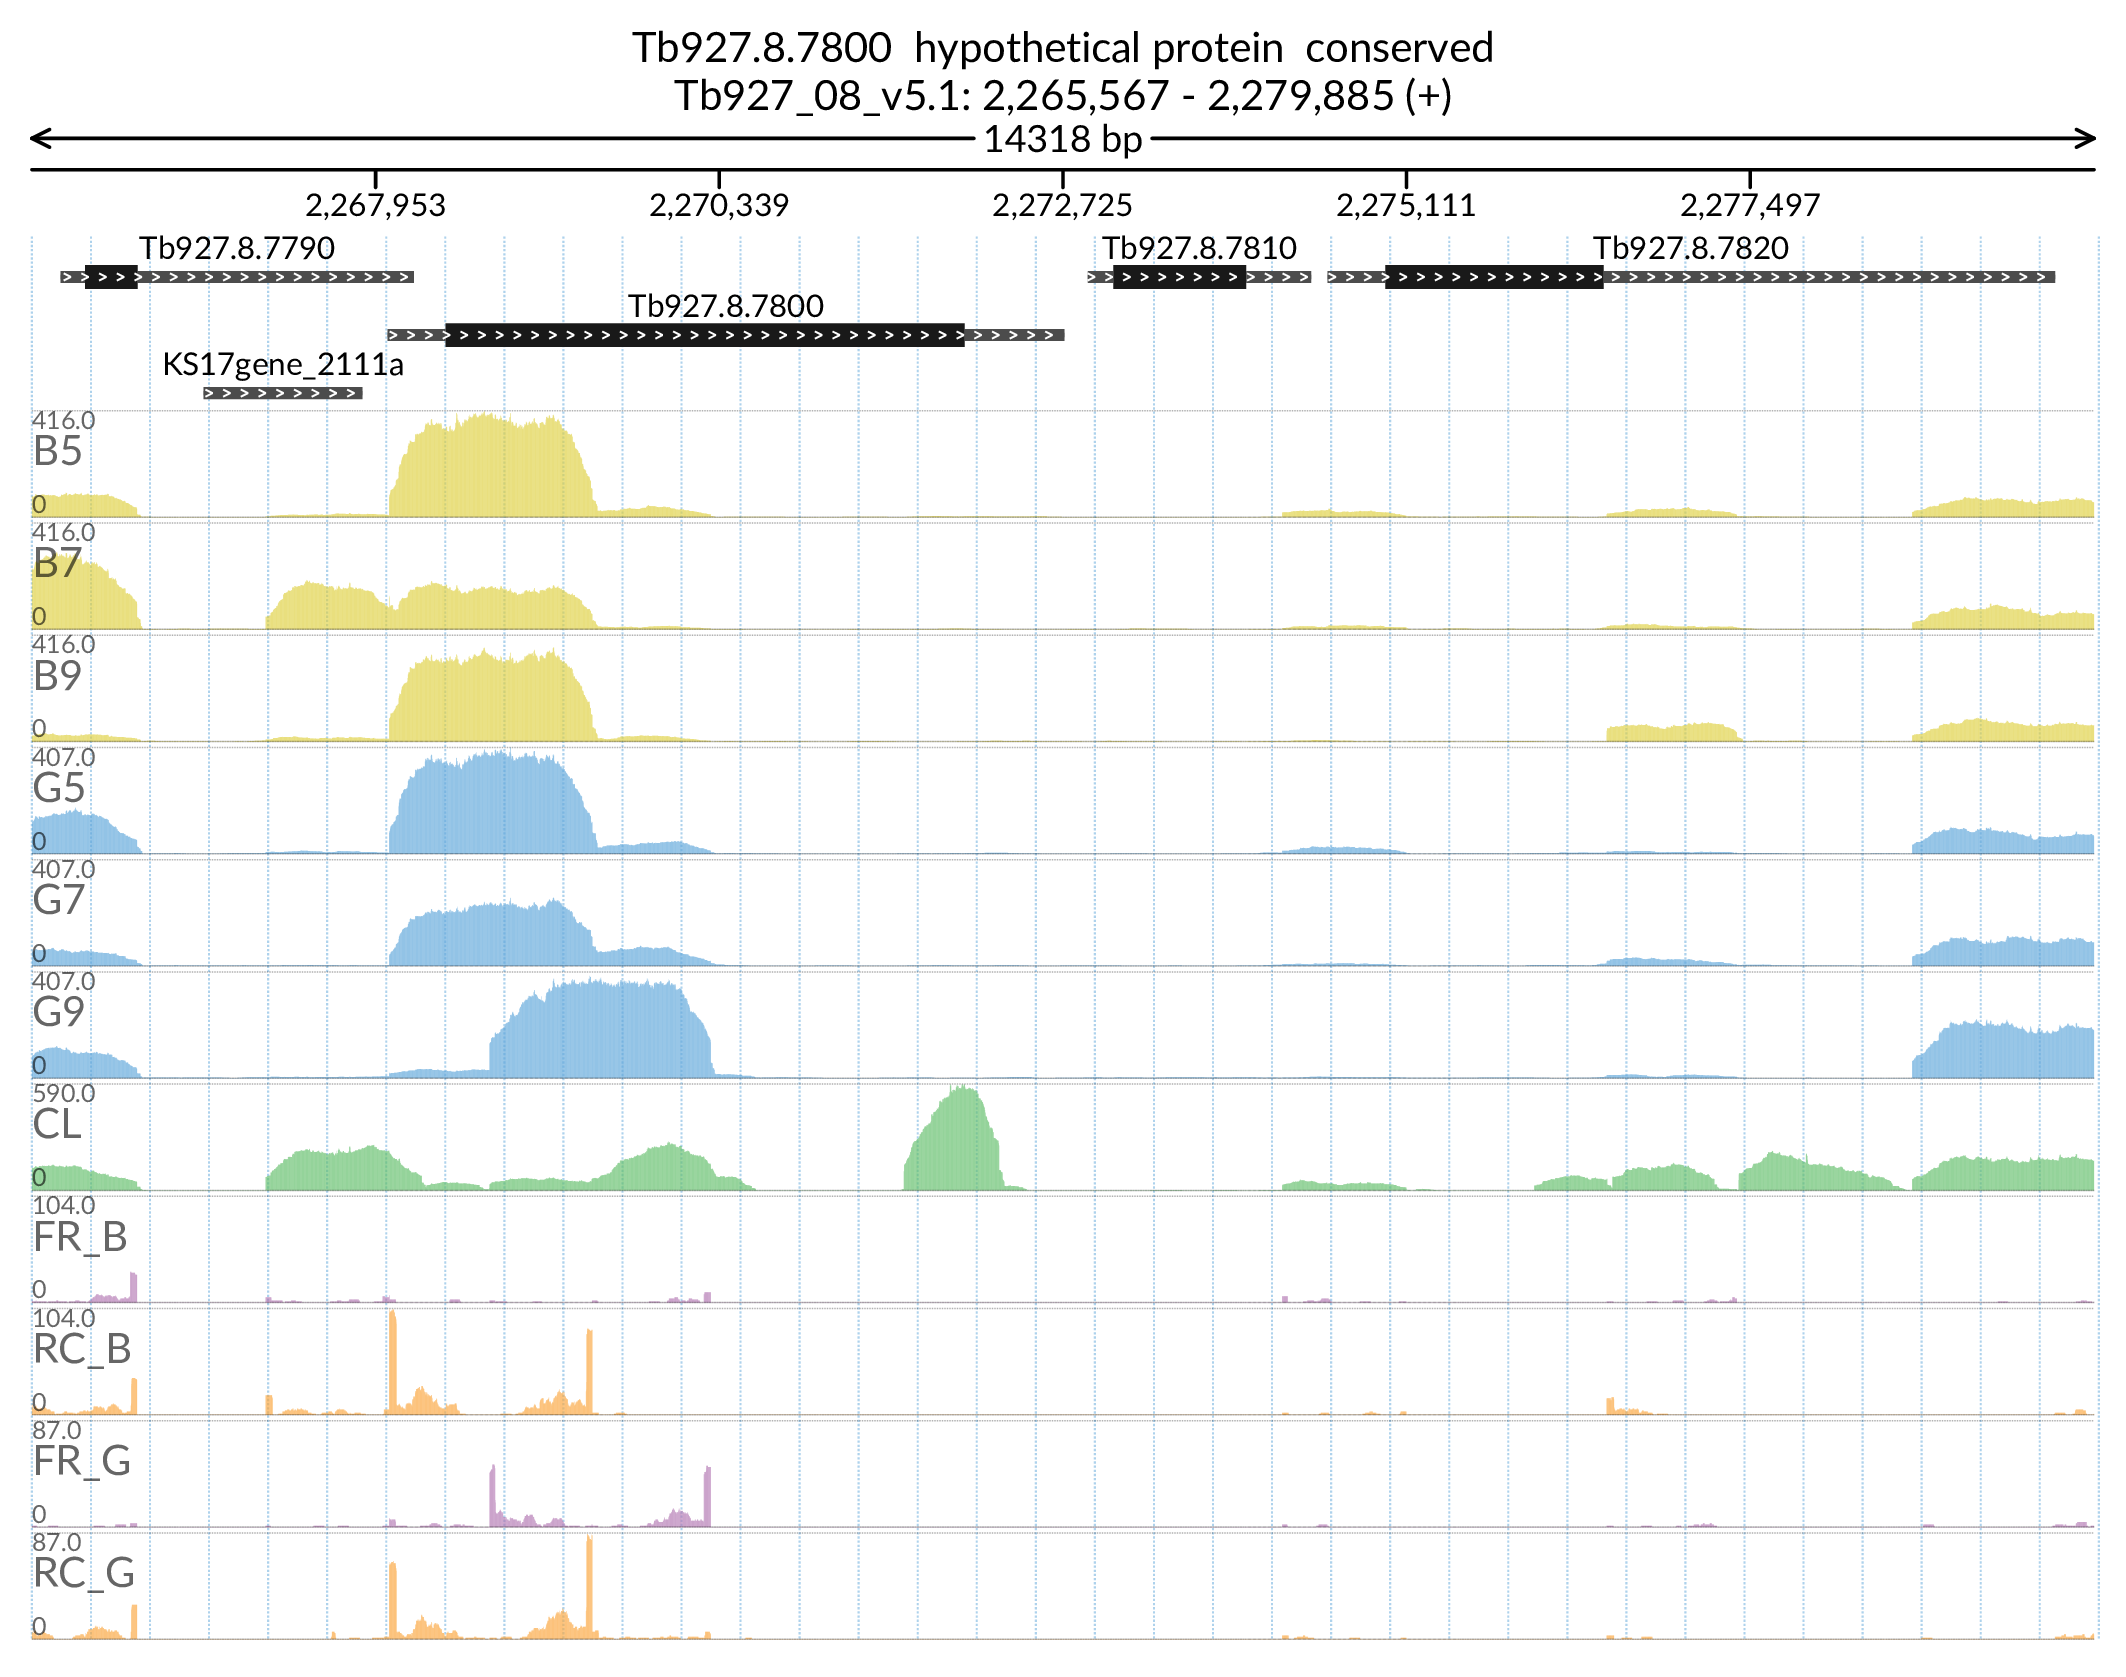 Tb927.8.7800  hypothetical protein  conserved
Tb927_08_v5.1: 2,265,567 - 2,279,885 (+)
14318 bp
2,267,953 2,270,339 2,272,725 2,275,111 2,277,497
Tb927.8.7790 Tb927.8.7810 Tb927.8.7820
Tb927.8.7800
KS17gene_2111a
416.0
B5
0
416.0
B7
0
416.0
B9
0
407.0
G5
0
407.0
G7
0
407.0
G9
0
590.0
CL
0
104.0
FR_B
0
104.0
RC_B
0
87.0
FR_G
0
87.0
RC_G
0